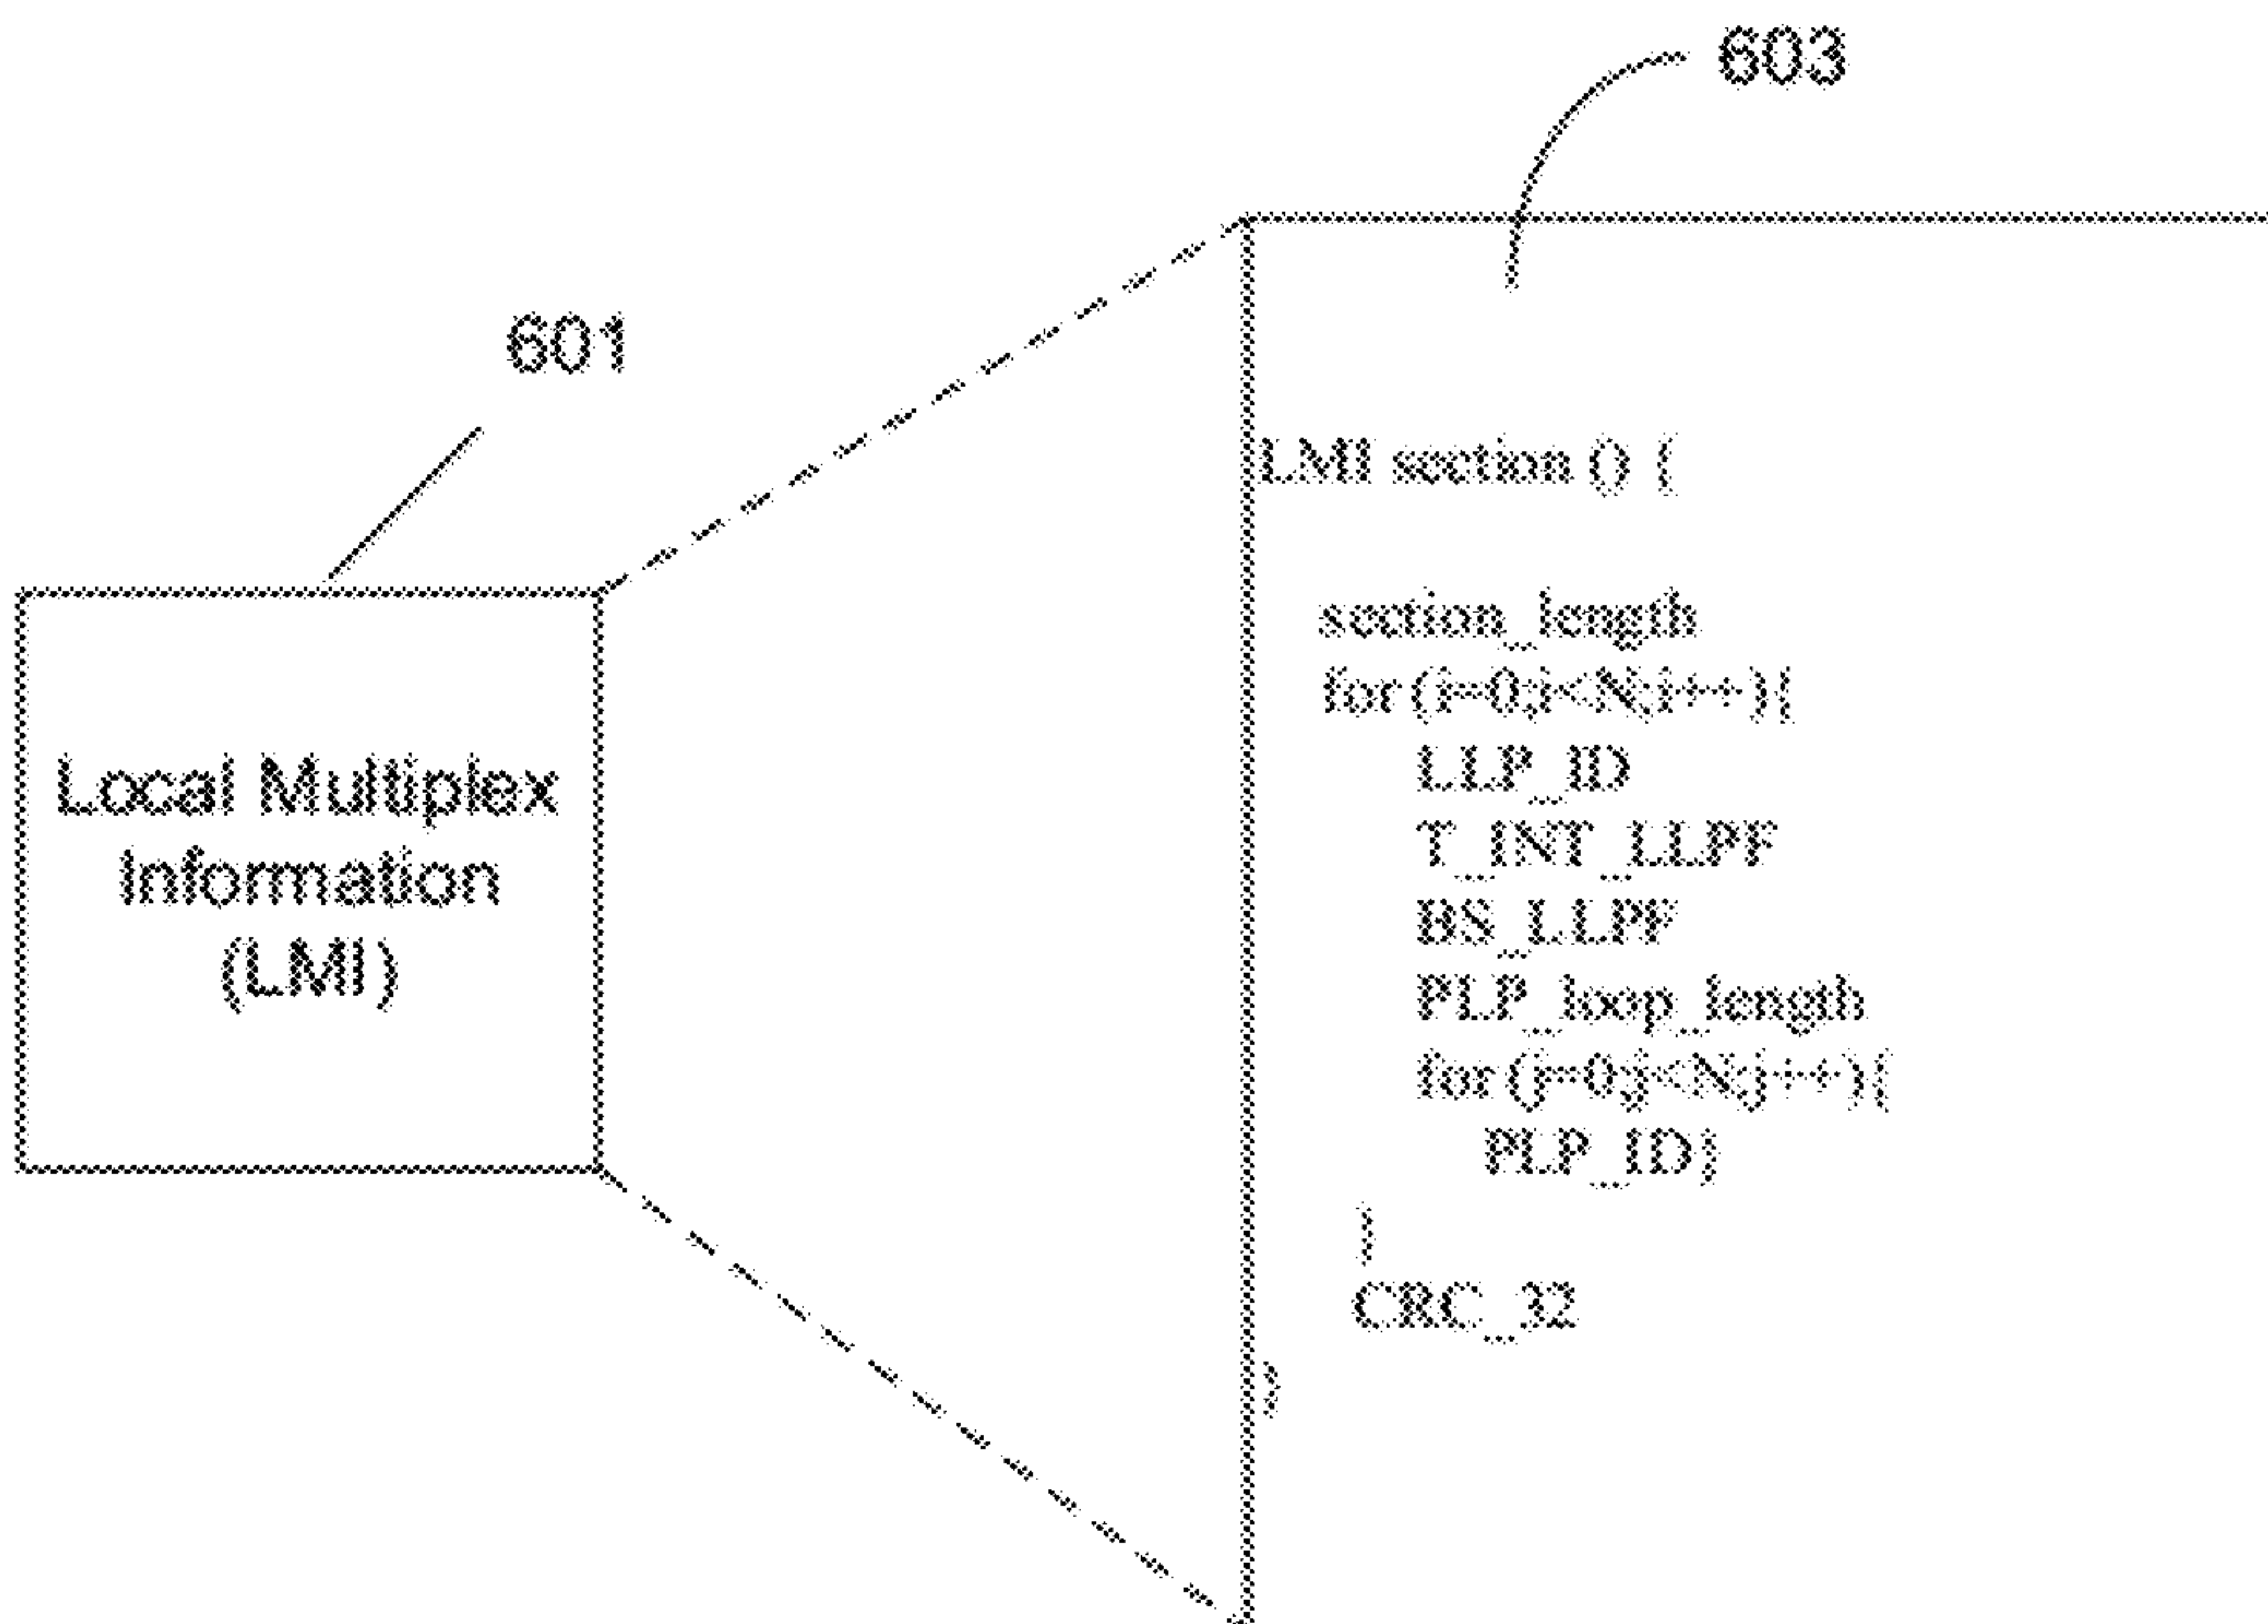 603
601
Local Multiplex
Information
(LMI)
LMI section () {
section_length
for (i=0;i<N;i++){
LLP_ID
T_INT_LLPF
BS_LLPF
PLP_loop_length
for (j=0;j<N;j++){
PLP_ID}
}
CRC_32
}